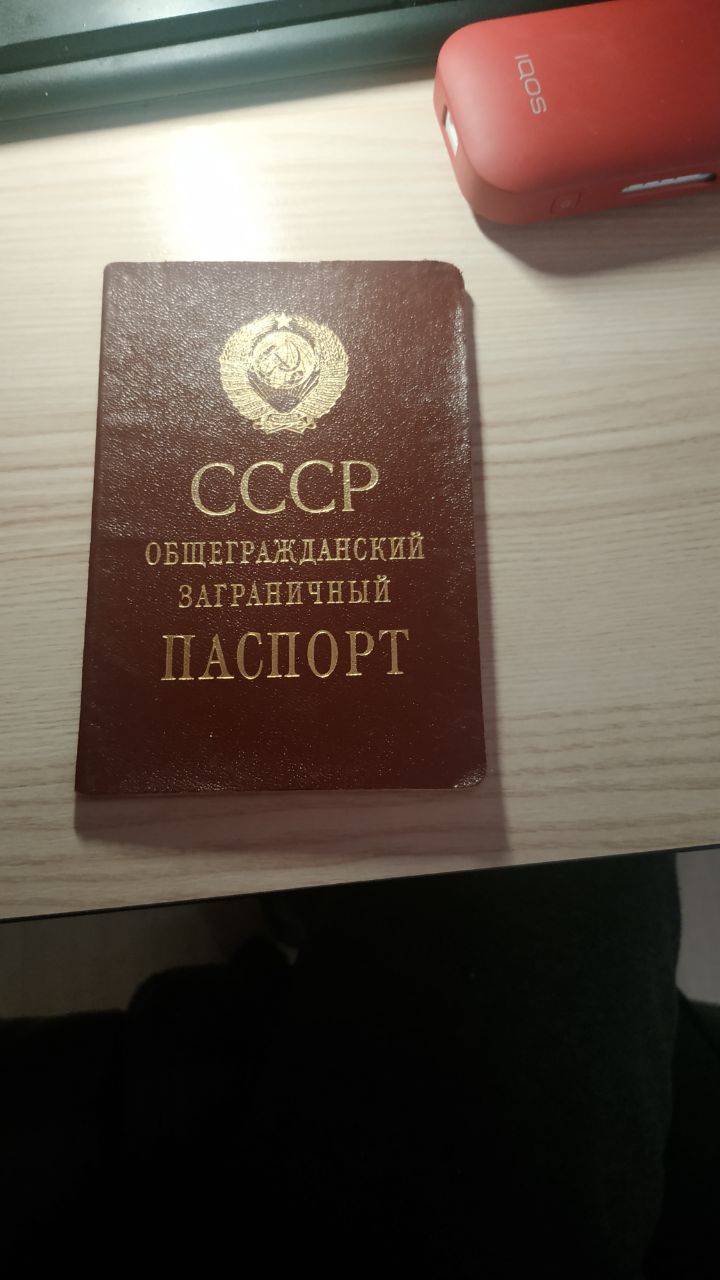 IQOS
СССР
ОБЩЕГРАЖДАНСКИЙ
ЗАГРАНИЧНЫЙ
ПАСПОРТ